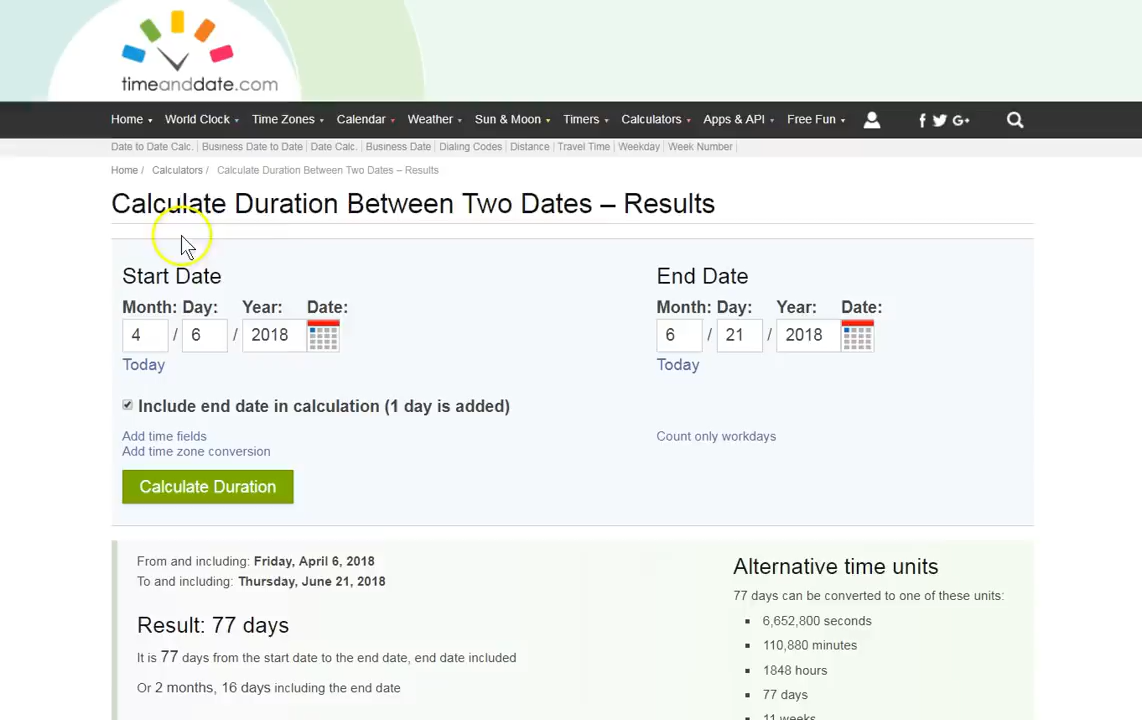 timeanddate.com
Home World Clock Time Zones Calendar Weather Sun & Moon Timers Calculators Apps & API Free Fun f G+
Date to Date Calc. Business Date to Date Date Calc. Business Date Dialing Codes Distance Travel Time Weekday Week Number
Home / Calculators / Calculate Duration Between Two Dates – Results
Calculate Duration Between Two Dates – Results
Start Date
Month: Day: Year: Date:
4 / 6 / 2018
Today
End Date
Month: Day: Year: Date:
6 / 21 / 2018
Today
Include end date in calculation (1 day is added)
Add time fields
Add time zone conversion
Count only workdays
Calculate Duration
From and including: Friday, April 6, 2018
To and including: Thursday, June 21, 2018
Result: 77 days
It is 77 days from the start date to the end date, end date included
Or 2 months, 16 days including the end date
Alternative time units
77 days can be converted to one of these units:
6,652,800 seconds
110,880 minutes
1848 hours
77 days
11 weeks